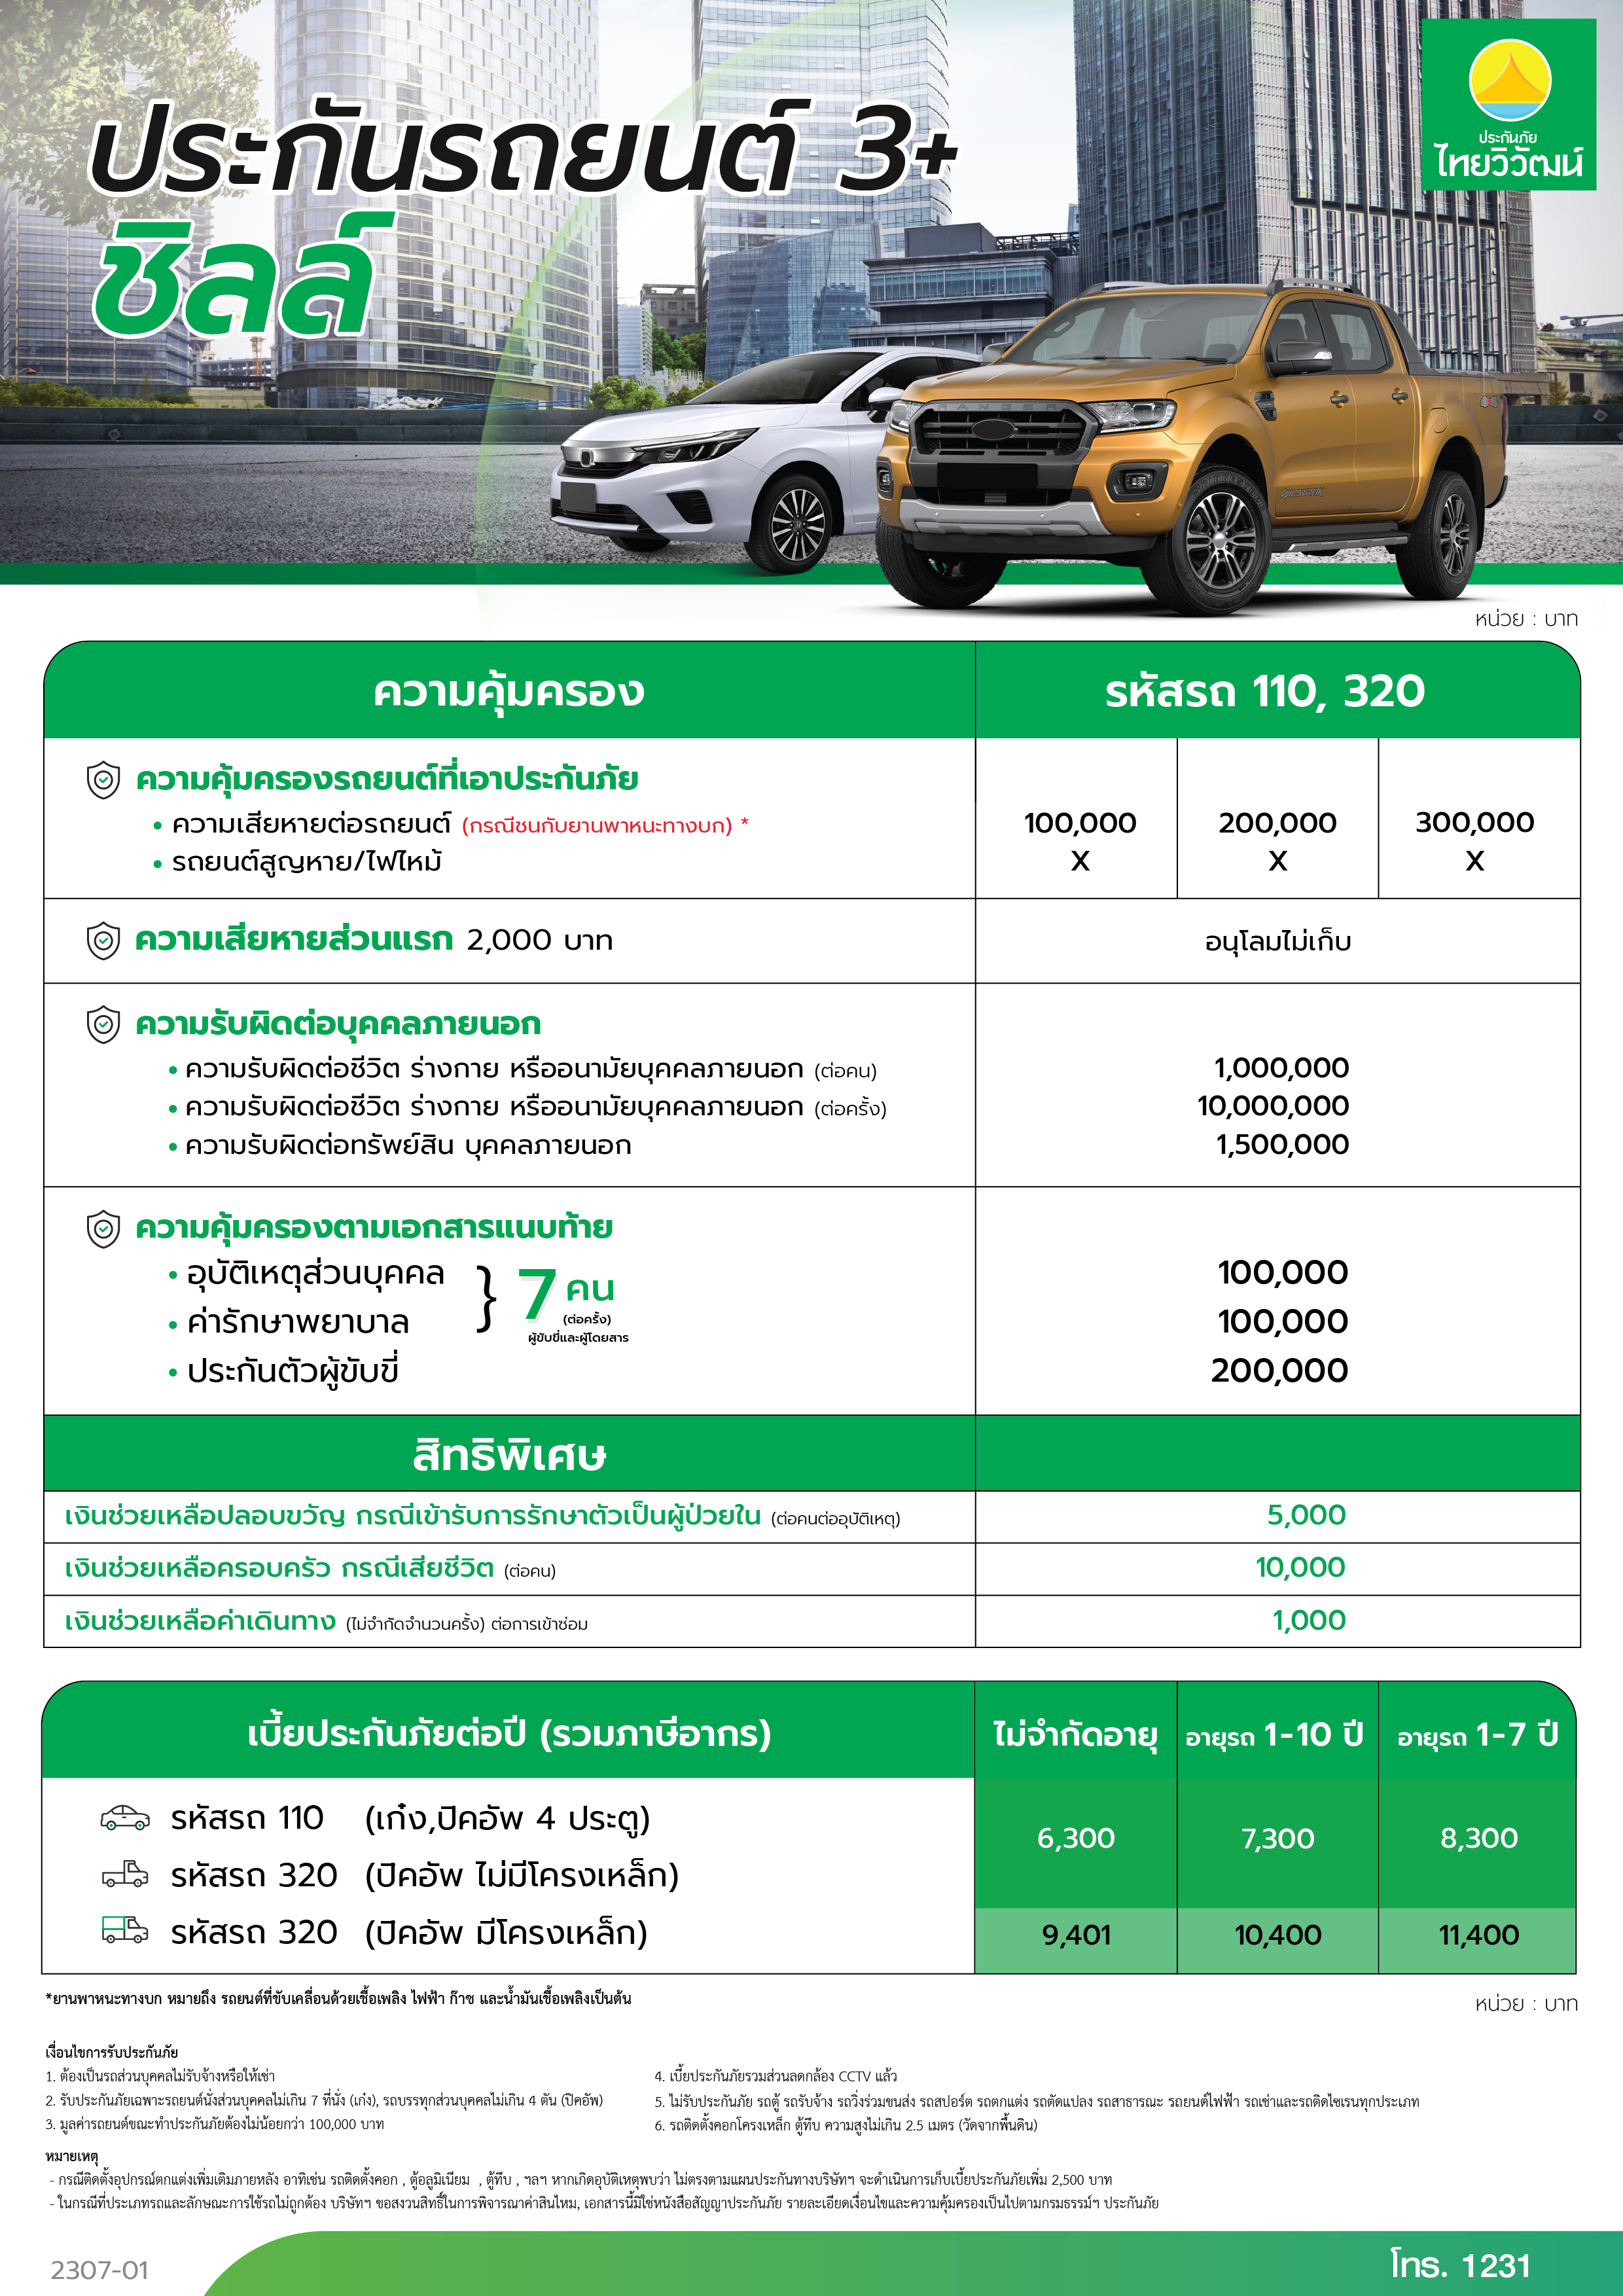 ประกันรถยนต์ 3+
ชิลล์
ประกันภัย
ไทยวิวัฒน์
RANGER
WILDTRAK
หน่วย : บาท
ความคุ้มครอง รหัสรถ 110, 320
ความคุ้มครองรถยนต์ที่เอาประกันภัย
• ความเสียหายต่อรถยนต์ (กรณีชนกับยานพาหนะทางบก) * 100,000 200,000 300,000
• รถยนต์สูญหาย/ไฟไหม้ X X X
ความเสียหายส่วนแรก 2,000 บาท อนุโลมไม่เก็บ
ความรับผิดต่อบุคคลภายนอก
• ความรับผิดต่อชีวิต ร่างกาย หรืออนามัยบุคคลภายนอก (ต่อคน) 1,000,000
• ความรับผิดต่อชีวิต ร่างกาย หรืออนามัยบุคคลภายนอก (ต่อครั้ง) 10,000,000
• ความรับผิดต่อทรัพย์สิน บุคคลภายนอก 1,500,000
ความคุ้มครองตามเอกสารแนบท้าย
• อุบัติเหตุส่วนบุคคล 100,000
• ค่ารักษาพยาบาล 100,000
} 7 คน
(ต่อครั้ง)
ผู้ขับขี่และผู้โดยสาร
• ประกันตัวผู้ขับขี่ 200,000
สิทธิพิเศษ
เงินช่วยเหลือปลอบขวัญ กรณีเข้ารับการรักษาตัวเป็นผู้ป่วยใน (ต่อคนต่ออุบัติเหตุ) 5,000
เงินช่วยเหลือครอบครัว กรณีเสียชีวิต (ต่อคน) 10,000
เงินช่วยเหลือค่าเดินทาง (ไม่จำกัดจำนวนครั้ง) ต่อการเข้าซ่อม 1,000
เบี้ยประกันภัยต่อปี (รวมภาษีอากร) ไม่จำกัดอายุ อายุรถ 1-10 ปี อายุรถ 1-7 ปี
รหัสรถ 110 (เก๋ง,ปิคอัพ 4 ประตู)
6,300 7,300 8,300
รหัสรถ 320 (ปิคอัพ ไม่มีโครงเหล็ก)
รหัสรถ 320 (ปิคอัพ มีโครงเหล็ก) 9,401 10,400 11,400
*ยานพาหนะทางบก หมายถึง รถยนต์ที่ขับเคลื่อนด้วยเชื้อเพลิง ไฟฟ้า ก๊าซ และน้ำมันเชื้อเพลิงเป็นต้น
หน่วย : บาท
เงื่อนไขการรับประกันภัย
1. ต้องเป็นรถส่วนบุคคลไม่รับจ้างหรือให้เช่า
2. รับประกันภัยเฉพาะรถยนต์นั่งส่วนบุคคลไม่เกิน 7 ที่นั่ง (เก๋ง), รถบรรทุกส่วนบุคคลไม่เกิน 4 ตัน (ปิคอัพ)
3. มูลค่ารถยนต์ขณะทำประกันภัยต้องไม่น้อยกว่า 100,000 บาท
4. เบี้ยประกันภัยรวมส่วนลดกล้อง CCTV แล้ว
5. ไม่รับประกันภัย รถตู้ รถรับจ้าง รถวิ่งร่วมขนส่ง รถสปอร์ต รถตกแต่ง รถดัดแปลง รถสาธารณะ รถยนต์ไฟฟ้า รถเช่าและรถติดไซเรนทุกประเภท
6. รถติดตั้งคอกโครงเหล็ก ตู้ทึบ ความสูงไม่เกิน 2.5 เมตร (วัดจากพื้นดิน)
หมายเหตุ
- กรณีติดตั้งอุปกรณ์ตกแต่งเพิ่มเติมภายหลัง อาทิเช่น รถติดตั้งคอก , ตู้อลูมิเนียม , ตู้ทึบ , ฯลฯ หากเกิดอุบัติเหตุพบว่า ไม่ตรงตามแผนประกันทางบริษัทฯ จะดำเนินการเก็บเบี้ยประกันภัยเพิ่ม 2,500 บาท
- ในกรณีที่ประเภทรถและลักษณะการใช้รถไม่ถูกต้อง บริษัทฯ ขอสงวนสิทธิ์ในการพิจารณาค่าสินไหม, เอกสารนี้มิใช่หนังสือสัญญาประกันภัย รายละเอียดเงื่อนไขและความคุ้มครองเป็นไปตามกรมธรรม์ฯ ประกันภัย
2307-01
โทร. 1231